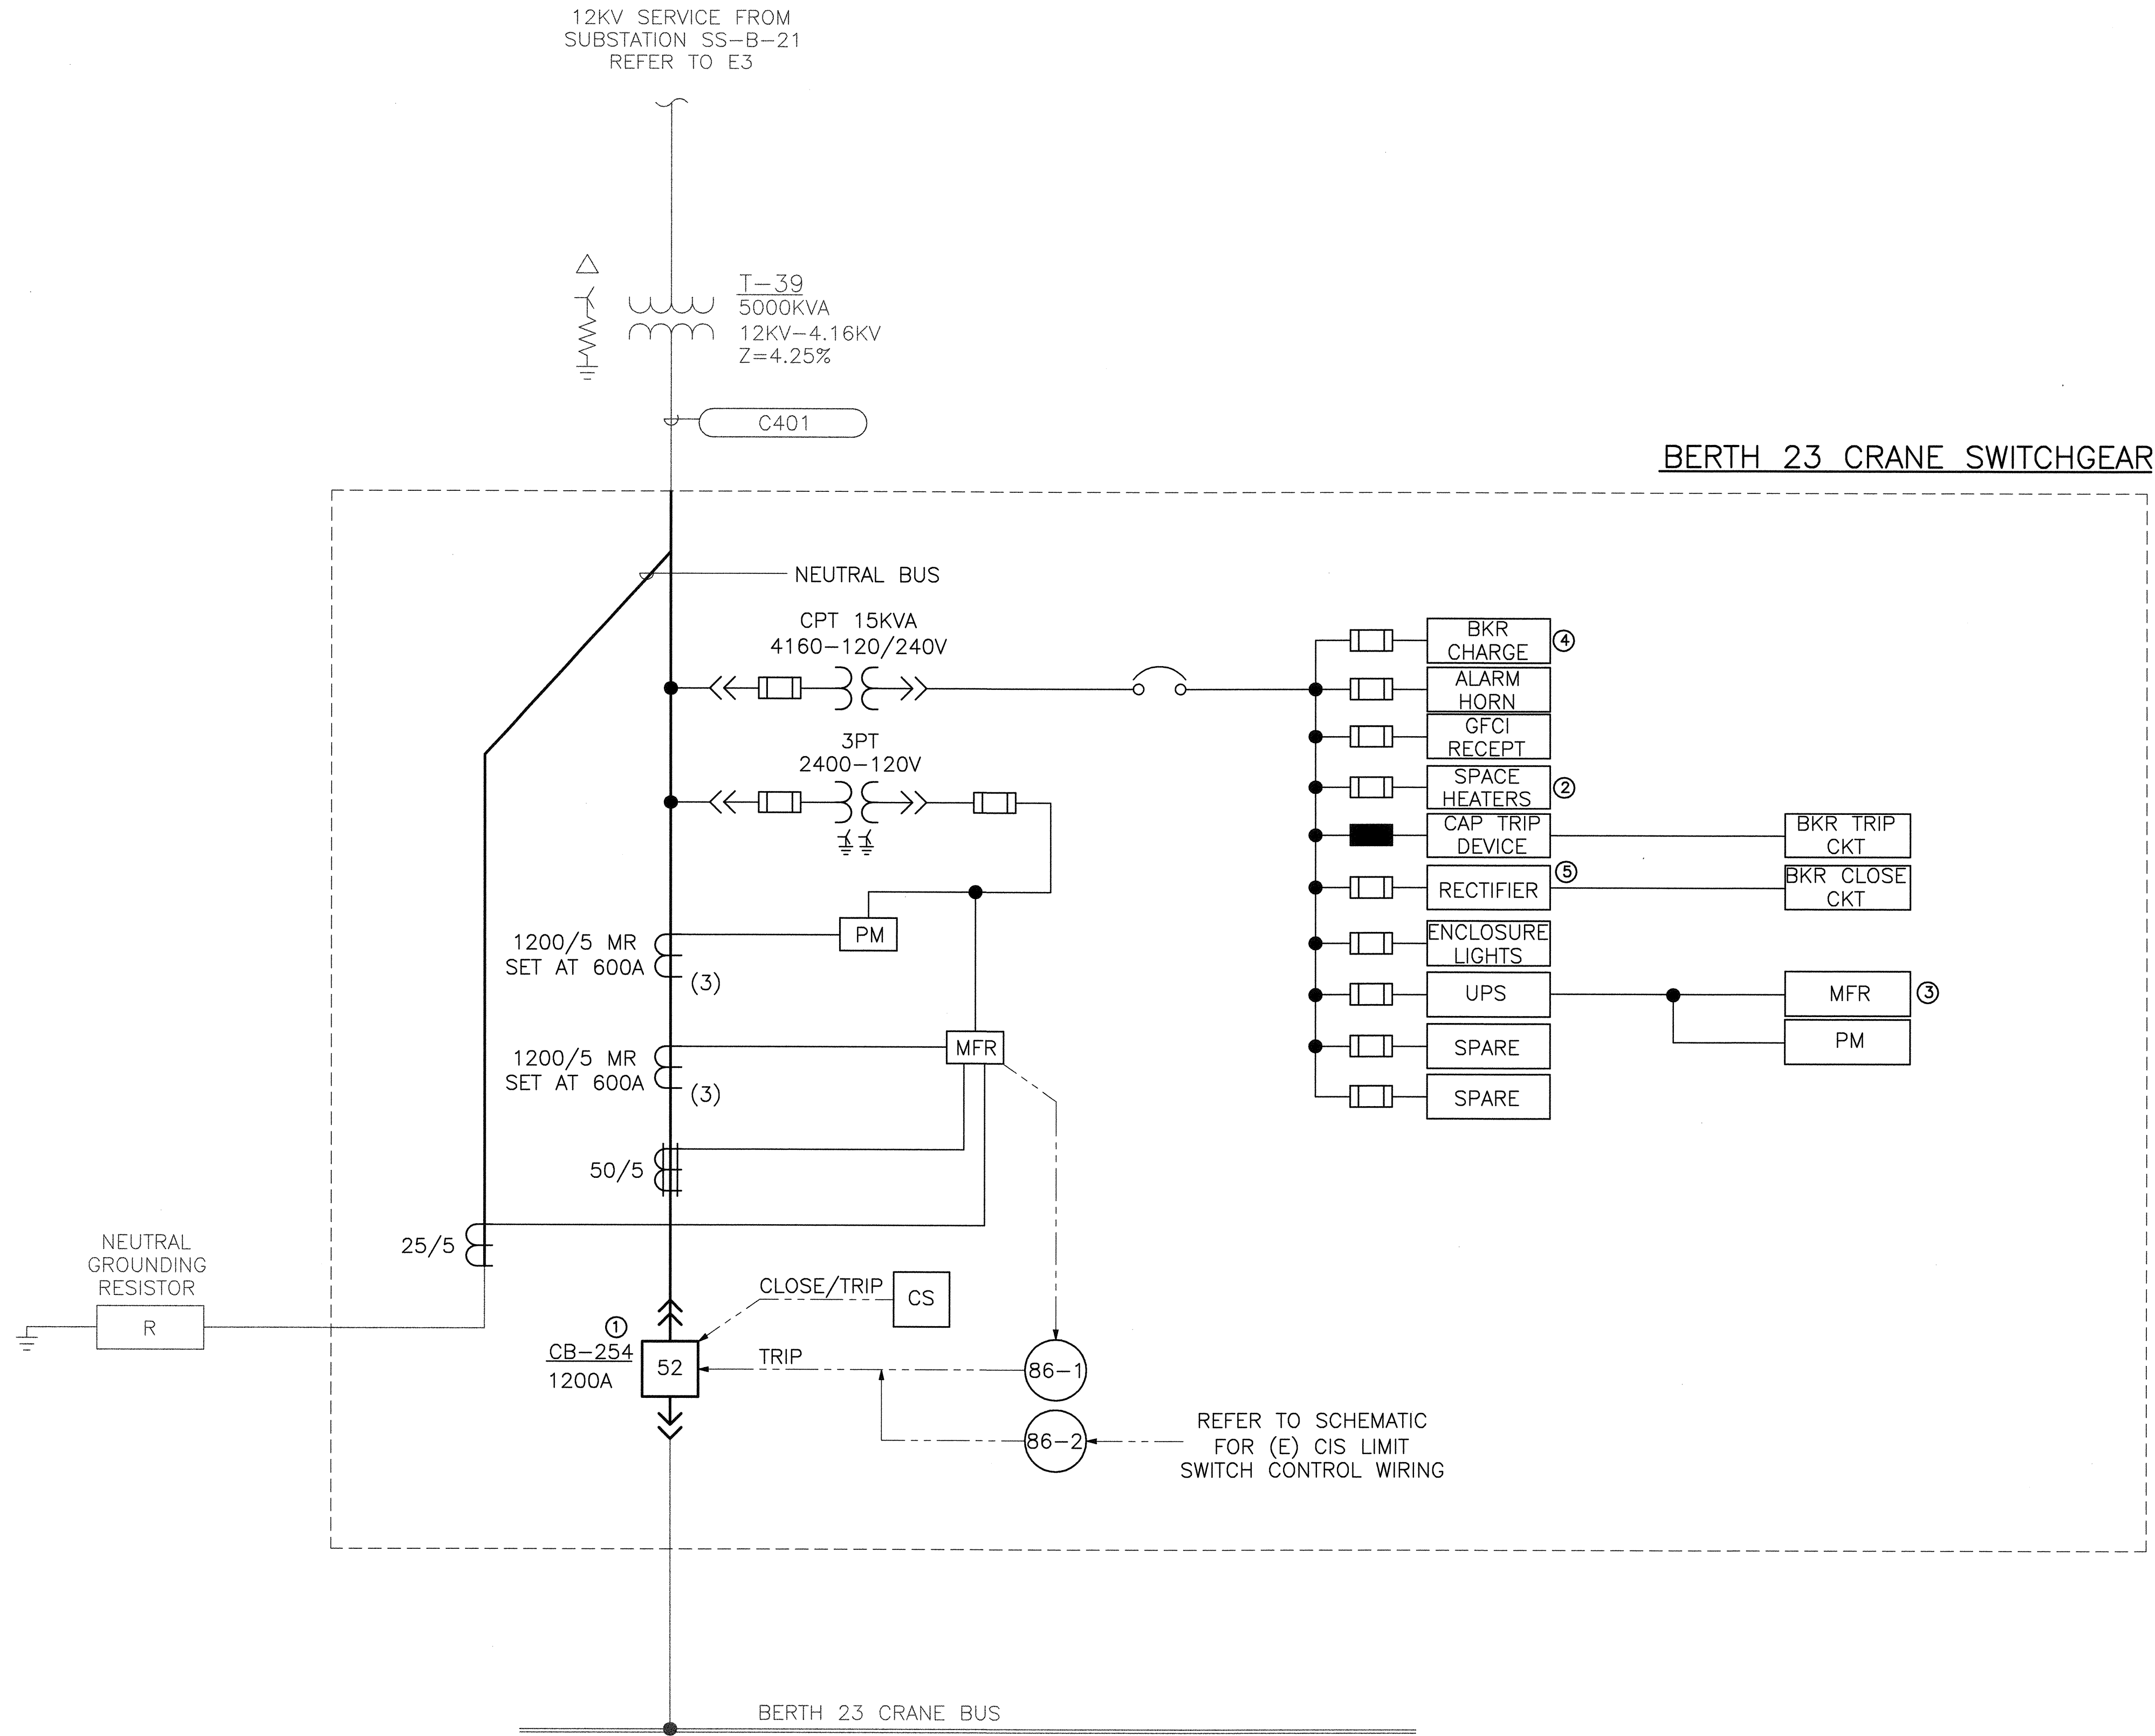 12KV SERVICE FROM
SUBSTATION SS-B-21
REFER TO E3
T-39
5000KVA
12KV-4.16KV
Z=4.25%
C401
BERTH 23 CRANE SWITCHGEAR
NEUTRAL BUS
CPT 15KVA
4160-120/240V
3PT
2400-120V
BKR
CHARGE
4
ALARM
HORN
GFCI
RECEPT
SPACE
HEATERS
2
CAP TRIP
DEVICE
BKR TRIP
CKT
RECTIFIER
5
BKR CLOSE
CKT
ENCLOSURE
LIGHTS
UPS
MFR
3
PM
SPARE
SPARE
PM
1200/5 MR
SET AT 600A
(3)
MFR
1200/5 MR
SET AT 600A
(3)
50/5
25/5
NEUTRAL
GROUNDING
RESISTOR
R
CLOSE/TRIP
CS
1
CB-254
1200A
52
TRIP
86-1
86-2
REFER TO SCHEMATIC
FOR (E) CIS LIMIT
SWITCH CONTROL WIRING
BERTH 23 CRANE BUS